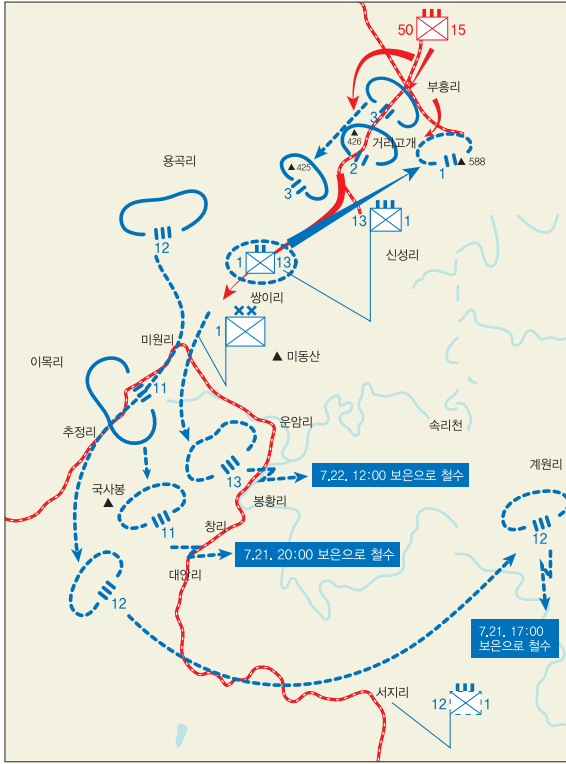 50 15
부흥리
3
▲
426
거리고개
2
▲ 425
3
1
▲ 588
용곡리
12
13 1
신성리
1 13
쌍이리
1
미원리
▲ 미동산
이목리
11
추정리
운암리
속리천
계원리
국사봉
▲
13
7.22. 12:00 보은으로 철수
봉황리
11
창리
12
7.21. 20:00 보은으로 철수
대안리
12
7.21. 17:00
보은으로 철수
서지리
12 1